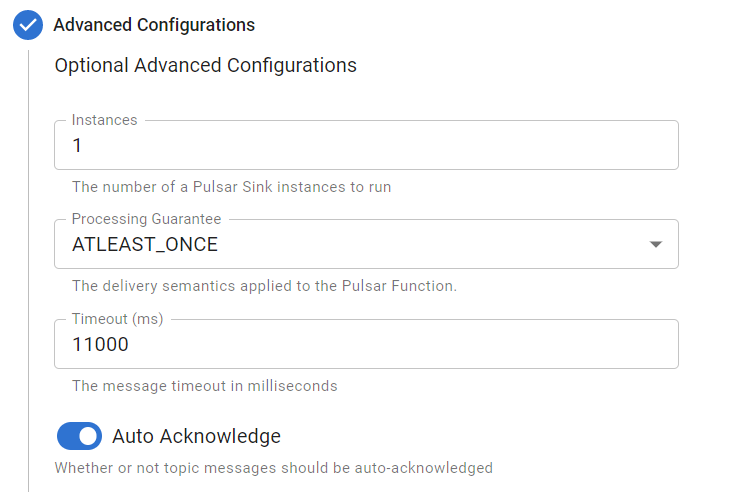 Advanced Configurations
Optional Advanced Configurations
Instances
1
The number of a Pulsar Sink instances to run
Processing Guarantee
ATLEAST_ONCE
The delivery semantics applied to the Pulsar Function.
Timeout (ms)
11000
The message timeout in milliseconds
Auto Acknowledge
Whether or not topic messages should be auto-acknowledged